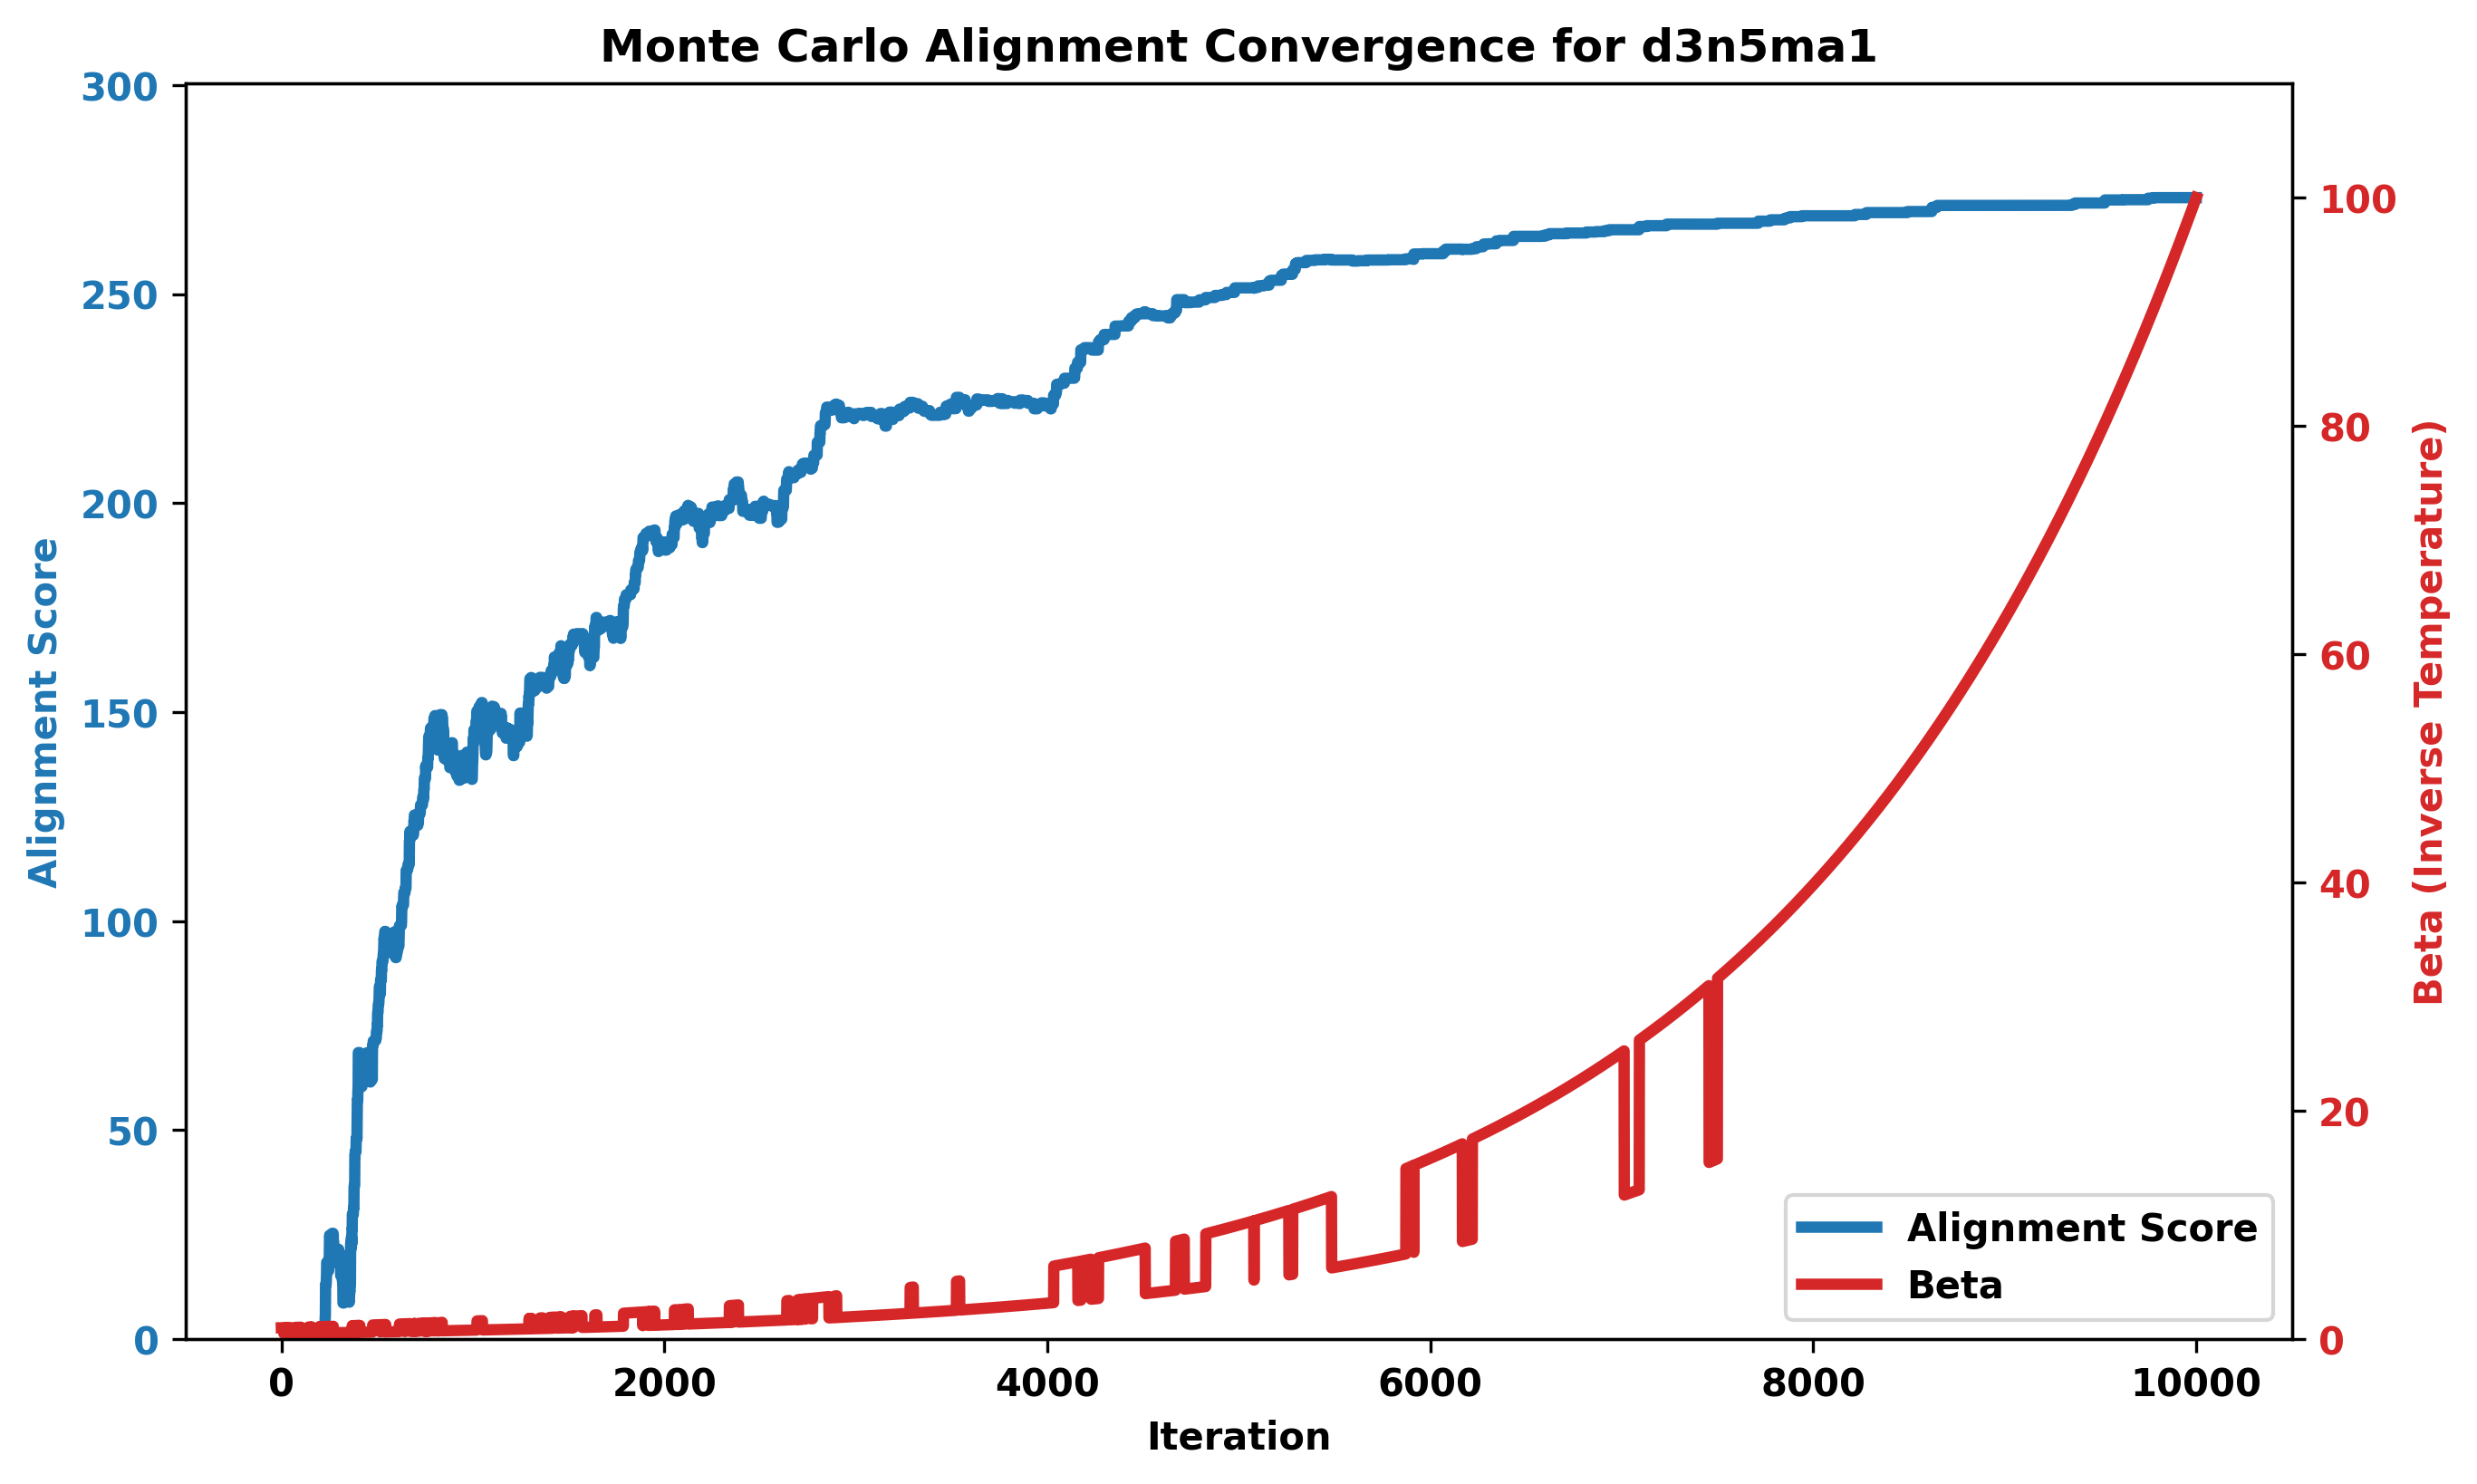 Monte Carlo Alignment Convergence for d3n5ma1
300
250
200
150
100
50
0
Alignment Score
100
80
60
40
20
0
Beta (Inverse Temperature)
Alignment Score
Beta
0 2000 4000 6000 8000 10000
Iteration